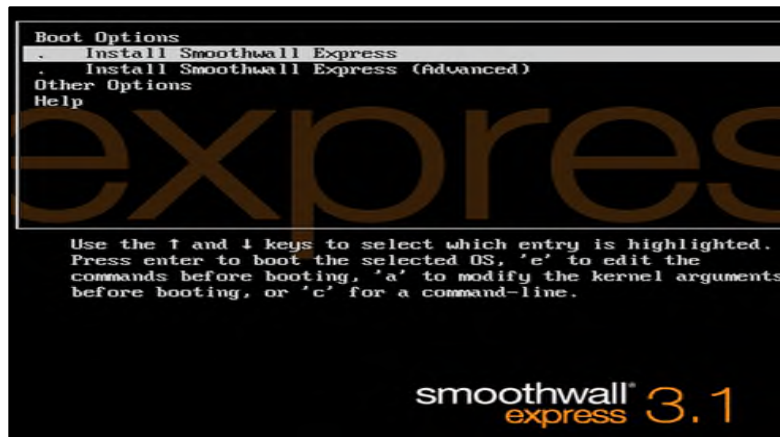 Boot Options
. Install Smoothwall Express
. Install Smoothwall Express (Advanced)
Other Options
Help
expres
Use the ↑ and ↓ keys to select which entry is highlighted.
Press enter to boot the selected OS, 'e' to edit the
commands before booting, 'a' to modify the kernel arguments
before booting, or 'c' for a command-line.
smoothwall®
express 3.1